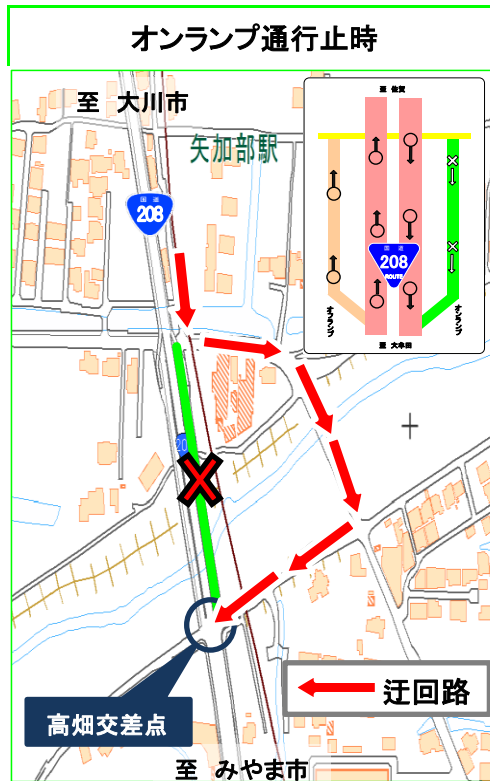 オンランプ通行止時
至 大川市
矢加部駅
国道
208
至 佐賀
国道
208
ROUTE
オフランプ
オンランプ
至 大牟田
20
迂回路
高畑交差点
至 みやま市